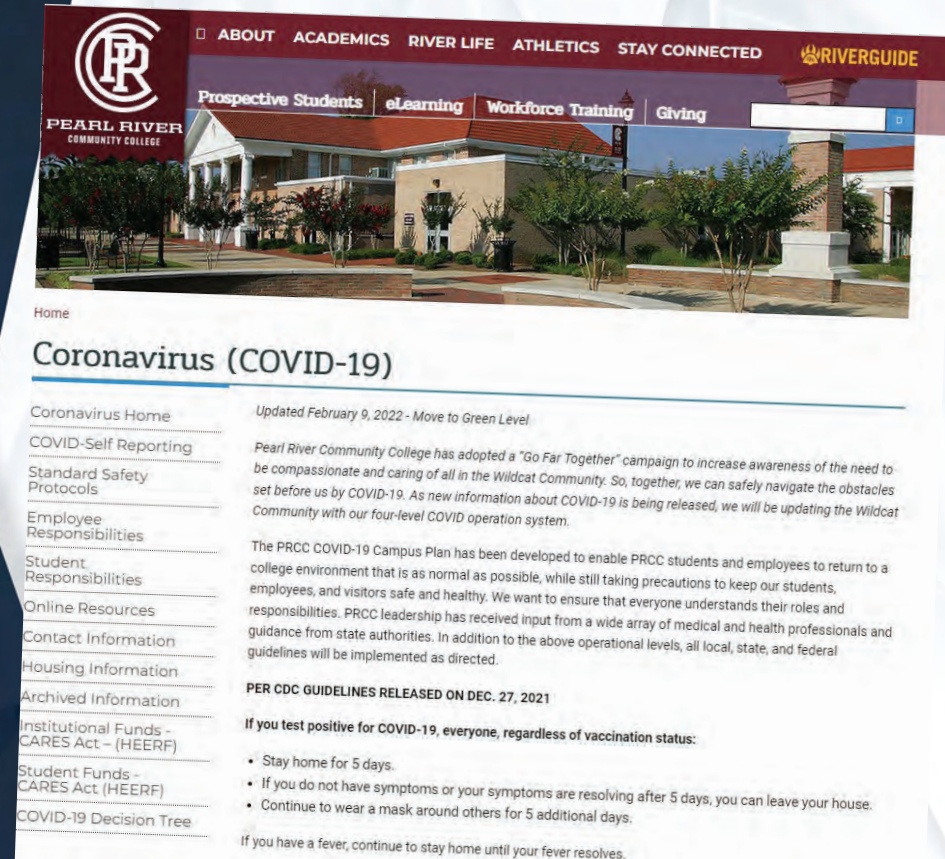 PR
PEARL RIVER
COMMUNITY COLLEGE
ABOUT ACADEMICS RIVER LIFE ATHLETICS STAY CONNECTED RIVERGUIDE
Prospective Students eLearning Workforce Training Giving
Home
Coronavirus (COVID-19)
Coronavirus Home
COVID-Self Reporting
Standard Safety
Protocols
Employee
Responsibilities
Student
Responsibilities
Online Resources
Contact Information
Housing Information
Archived Information
Institutional Funds -
CARES Act – (HEERF)
Student Funds -
CARES Act (HEERF)
COVID-19 Decision Tree
Updated February 9, 2022 - Move to Green Level
Pearl River Community College has adopted a "Go Far Together" campaign to increase awareness of the need to
be compassionate and caring of all in the Wildcat Community. So, together, we can safely navigate the obstacles
set before us by COVID-19. As new information about COVID-19 is being released, we will be updating the Wildcat
Community with our four-level COVID operation system.
The PRCC COVID-19 Campus Plan has been developed to enable PRCC students and employees to return to a
college environment that is as normal as possible, while still taking precautions to keep our students,
employees, and visitors safe and healthy. We want to ensure that everyone understands their roles and
responsibilities. PRCC leadership has received input from a wide array of medical and health professionals and
guidance from state authorities. In addition to the above operational levels, all local, state, and federal
guidelines will be implemented as directed.
PER CDC GUIDELINES RELEASED ON DEC. 27, 2021
If you test positive for COVID-19, everyone, regardless of vaccination status:
• Stay home for 5 days.
• If you do not have symptoms or your symptoms are resolving after 5 days, you can leave your house.
• Continue to wear a mask around others for 5 additional days.
If you have a fever, continue to stay home until your fever resolves.